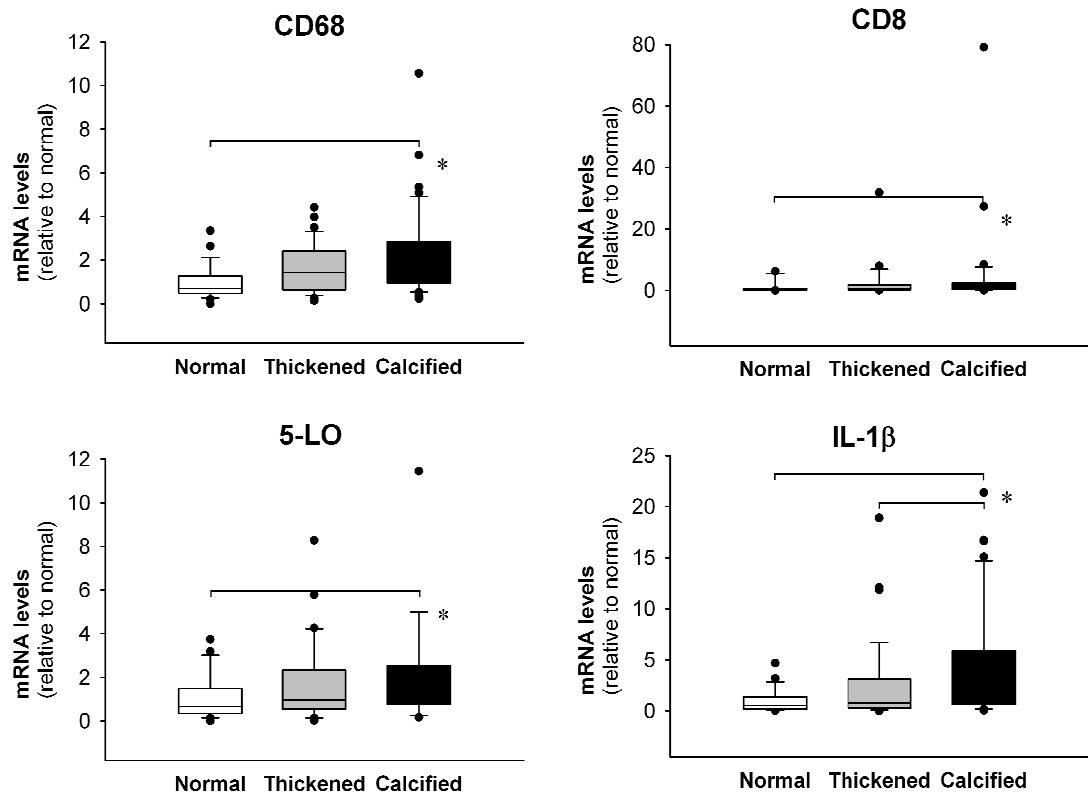 CD68
mRNA levels
(relative to normal)
12
10
8
6
4
2
0
*
Normal Thickened Calcified
CD8
mRNA levels
(relative to normal)
80
60
40
20
0
*
Normal Thickened Calcified
5-LO
mRNA levels
(relative to normal)
12
10
8
6
4
2
0
*
Normal Thickened Calcified
IL-1β
mRNA levels
(relative to normal)
25
20
15
10
5
0
*
Normal Thickened Calcified